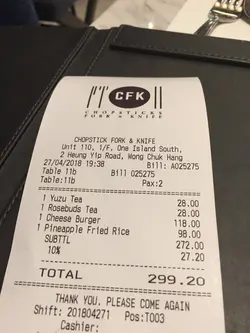 CFK
CHOPSTICKS
FORK & KNIFE
CHOPSTICK FORK & KNIFE
Unit 110. 1/F, One Island South,
2 Heung Yip Road, Wong Chuk Hang
27/04/2018 19:38 Bill A025275
Table 11b Bill 025275
Table:11b Pax:2
1 Yuzu Tea 28.00
1 Rosebuds Tea 28.00
1 Cheese Burger 118.00
1 Pineapple Fried Rice 98.00
SUBTTL 272.00
10% 27.20
TOTAL 299.20
THANK YOU, PLEASE COME AGAIN
Shift: 201804271 Pos:T003
Cashier: